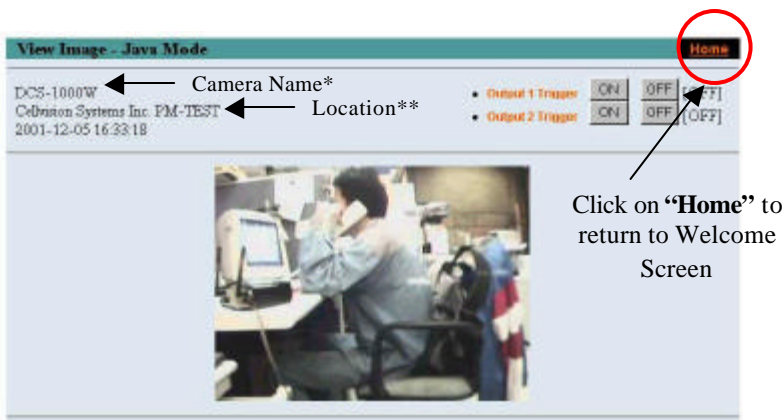 View Image - Java Mode
Home
DCS-1000W
Camera Name*
Cellvision Systems Inc. PM-TEST
Location**
2001-12-05 16:33:18
• Output 1 Trigger ON OFF [OFF]
• Output 2 Trigger ON OFF [OFF]
Click on “Home” to
return to Welcome
Screen